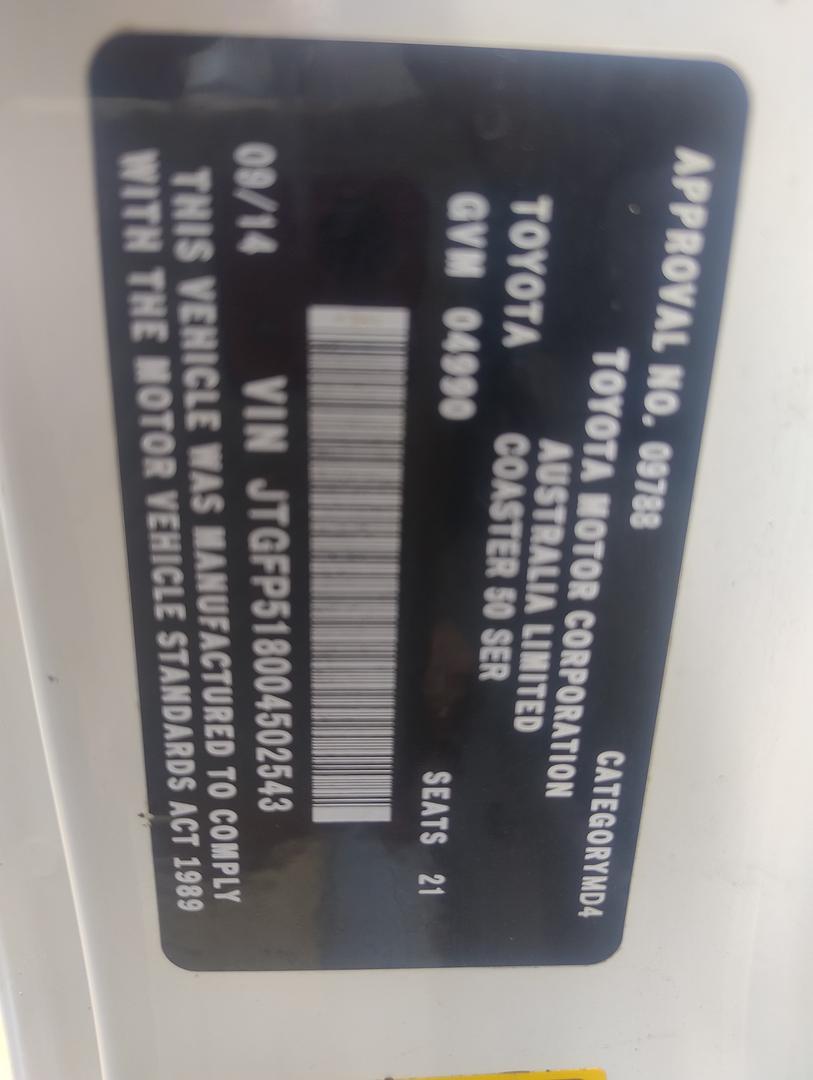 APPROVAL NO. 09788 CATEGORYMD4
TOYOTA MOTOR CORPORATION
AUSTRALIA LIMITED
TOYOTA COASTER 50 SER
GVM 04990 SEATS 21
VIN JTGFP518004502543
09/14
THIS VEHICLE WAS MANUFACTURED TO COMPLY
WITH THE MOTOR VEHICLE STANDARDS ACT 1989